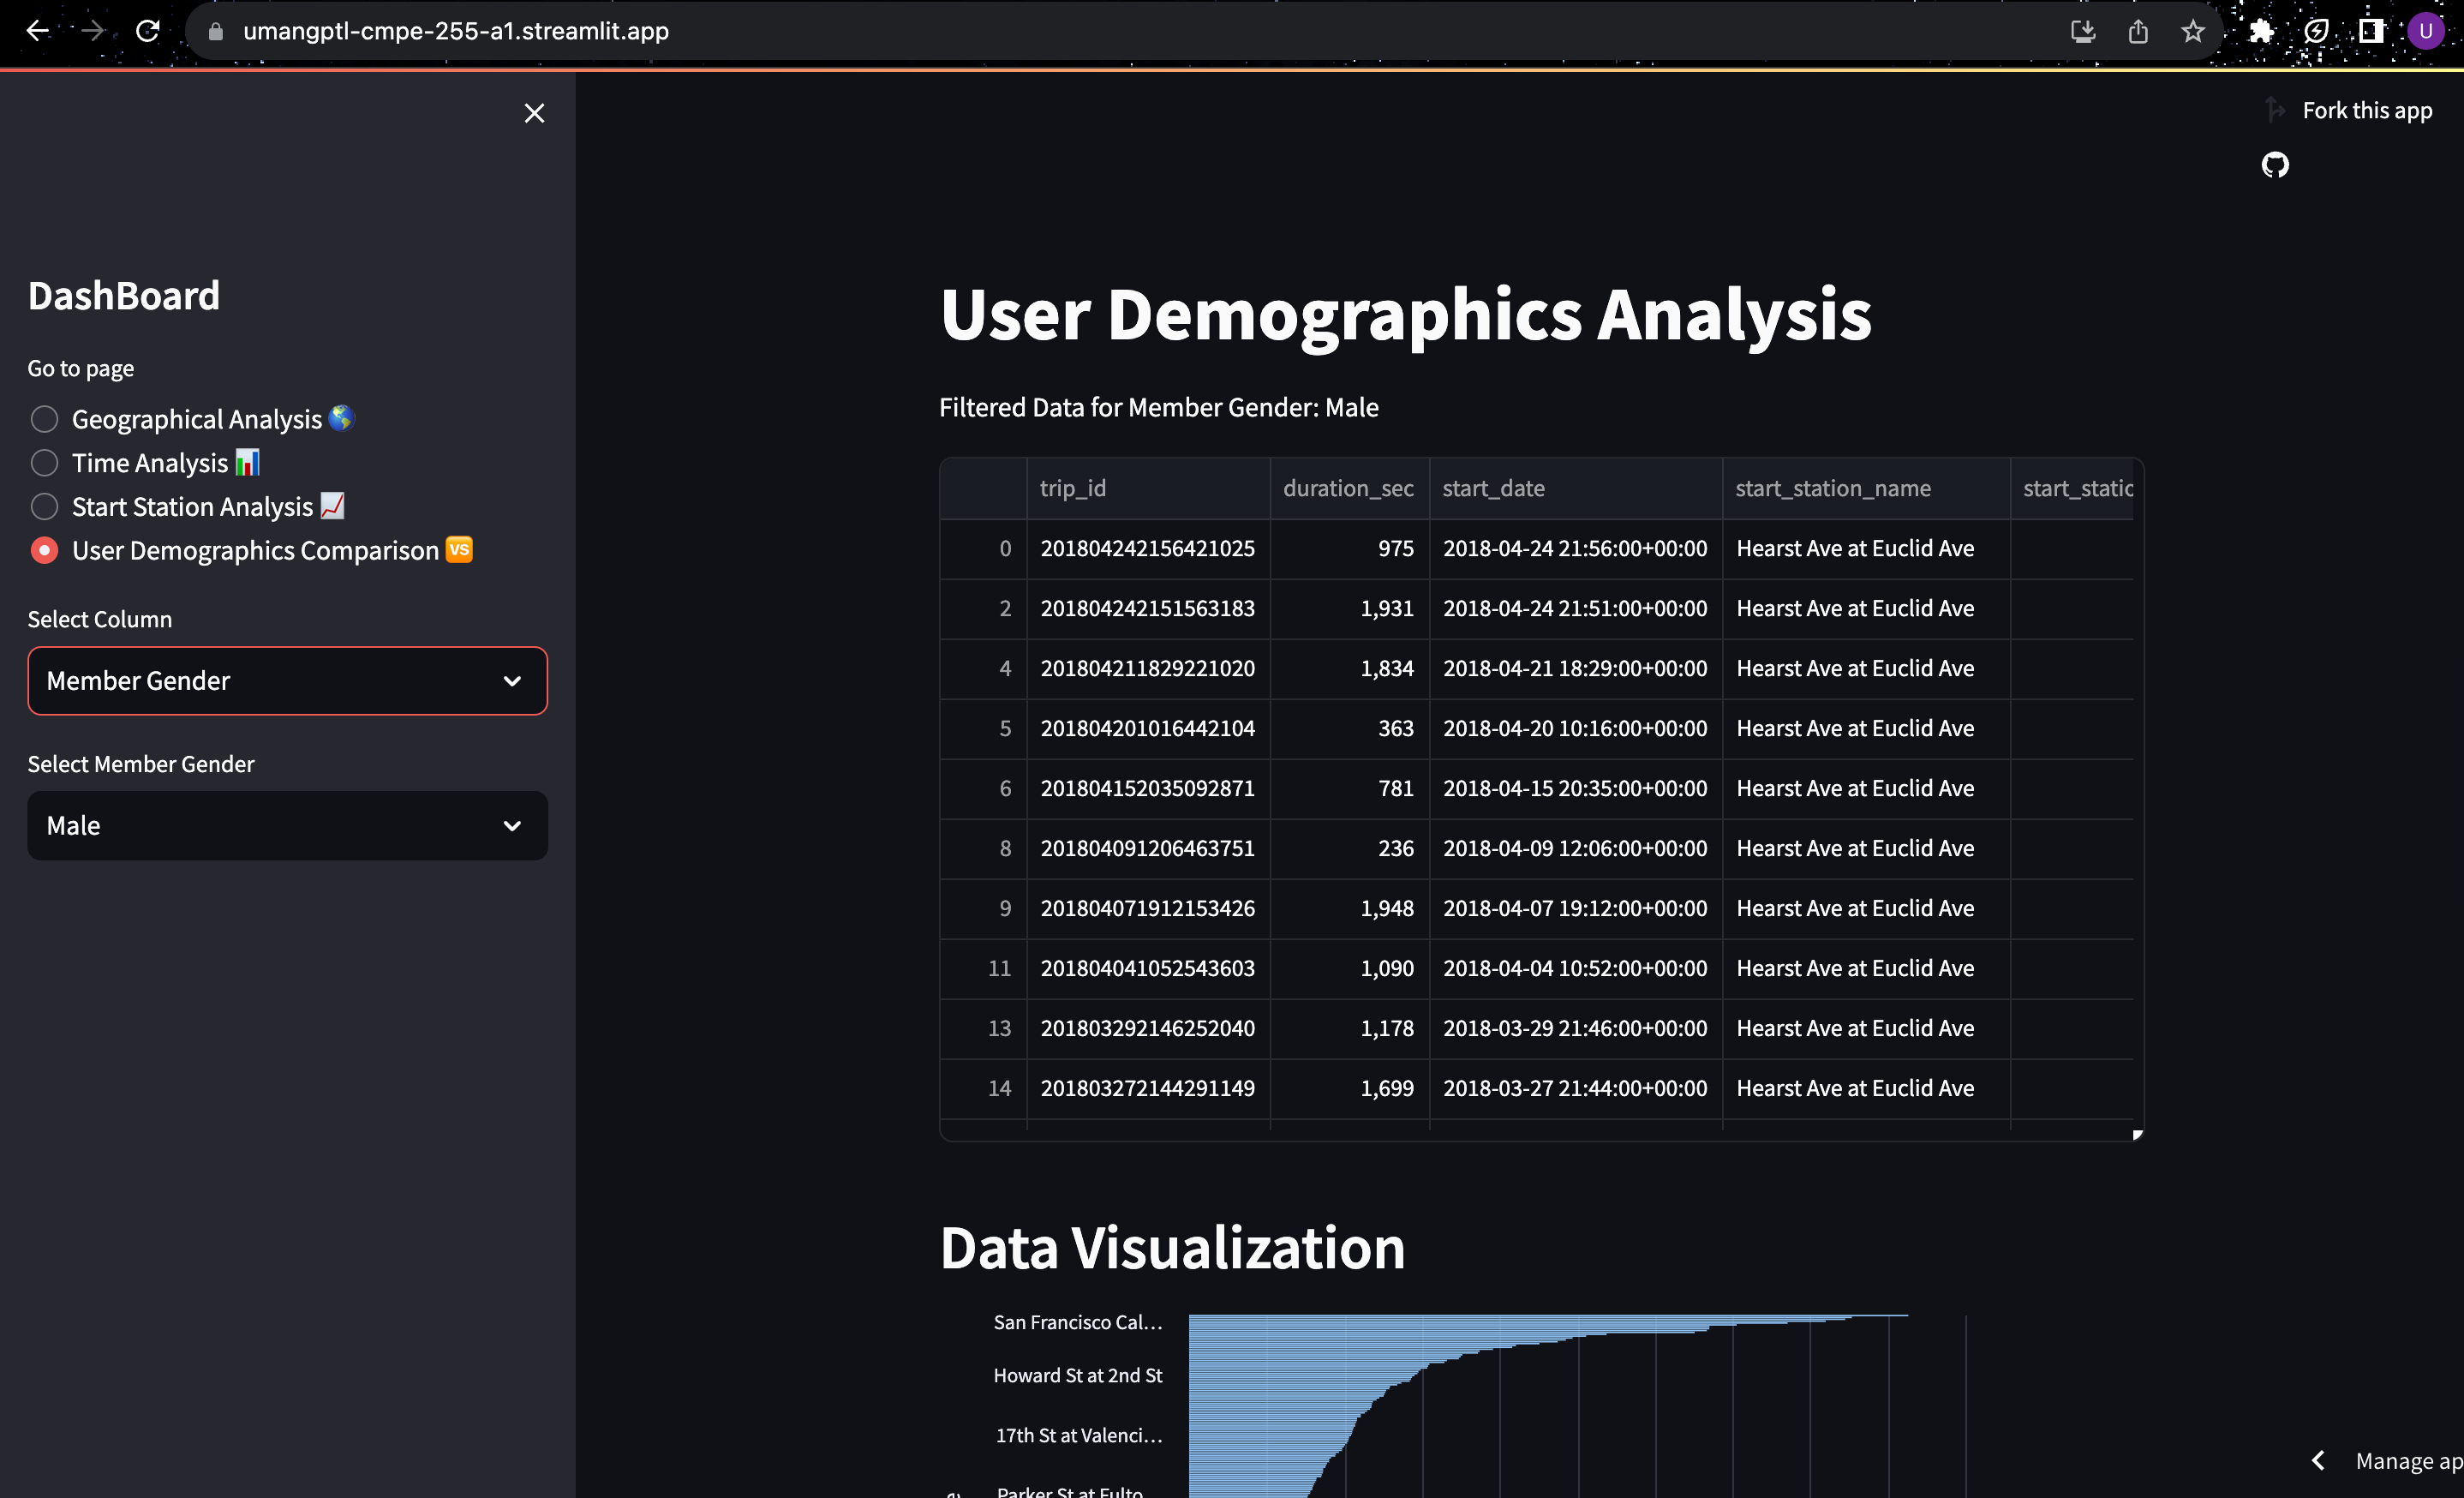 umangptl-cmpe-255-a1.streamlit.app
U
Fork this app
DashBoard
Go to page
Geographical Analysis
Time Analysis
Start Station Analysis
User Demographics Comparison VS
Select Column
Member Gender
Select Member Gender
Male
User Demographics Analysis
Filtered Data for Member Gender: Male
trip_id duration_sec start_date start_station_name start_static
0 201804242156421025 975 2018-04-24 21:56:00+00:00 Hearst Ave at Euclid Ave
2 201804242151563183 1,931 2018-04-24 21:51:00+00:00 Hearst Ave at Euclid Ave
4 201804211829221020 1,834 2018-04-21 18:29:00+00:00 Hearst Ave at Euclid Ave
5 201804201016442104 363 2018-04-20 10:16:00+00:00 Hearst Ave at Euclid Ave
6 201804152035092871 781 2018-04-15 20:35:00+00:00 Hearst Ave at Euclid Ave
8 201804091206463751 236 2018-04-09 12:06:00+00:00 Hearst Ave at Euclid Ave
9 201804071912153426 1,948 2018-04-07 19:12:00+00:00 Hearst Ave at Euclid Ave
11 201804041052543603 1,090 2018-04-04 10:52:00+00:00 Hearst Ave at Euclid Ave
13 201803292146252040 1,178 2018-03-29 21:46:00+00:00 Hearst Ave at Euclid Ave
14 201803272144291149 1,699 2018-03-27 21:44:00+00:00 Hearst Ave at Euclid Ave
Data Visualization
San Francisco Cal…
Howard St at 2nd St
17th St at Valenci…
Parker St at Fulto…
Manage ap